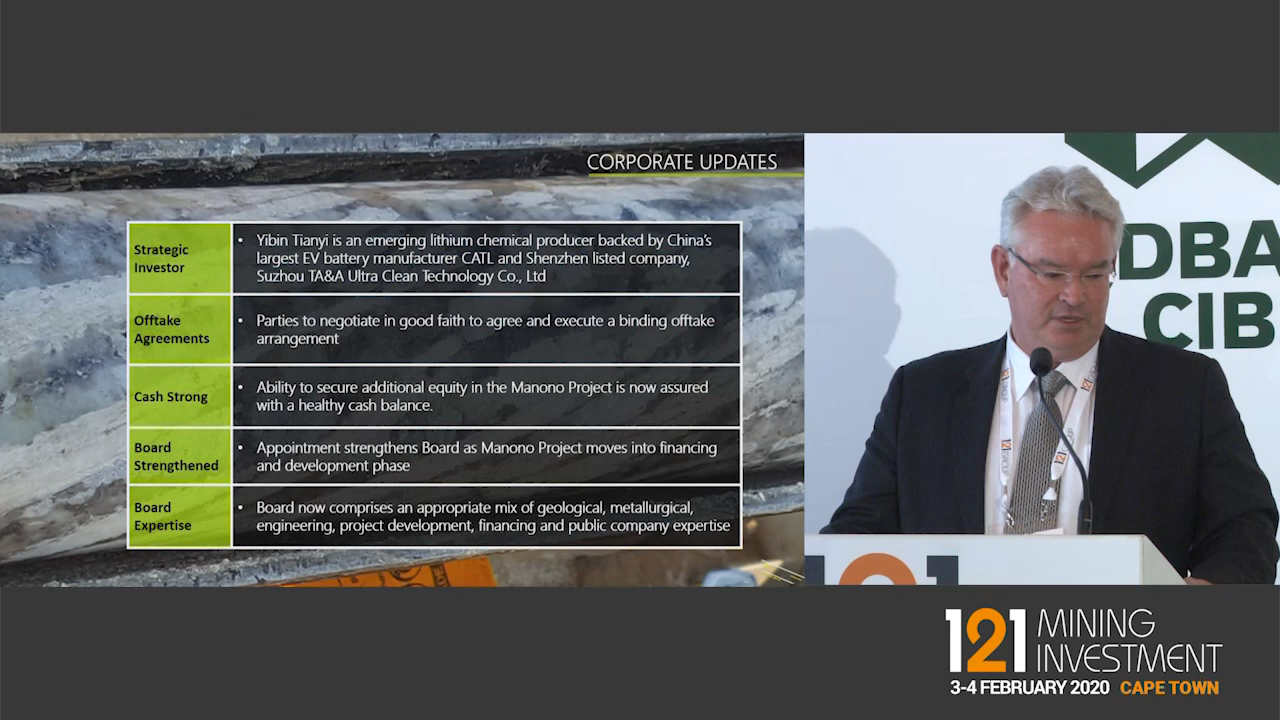 CORPORATE UPDATES
Strategic
Investor
• Yibin Tianyi is an emerging lithium chemical producer backed by China's
largest EV battery manufacturer CATL and Shenzhen listed company,
Suzhou TA&A Ultra Clean Technology Co., Ltd
Offtake
Agreements
• Parties to negotiate in good faith to agree and execute a binding offtake
arrangement
Cash Strong
• Ability to secure additional equity in the Manono Project is now assured
with a healthy cash balance.
Board
Strengthened
• Appointment strengthens Board as Manono Project moves into financing
and development phase
Board
Expertise
• Board now comprises an appropriate mix of geological, metallurgical,
engineering, project development, financing and public company expertise
DBA
CIB
121
GROUP
121
121 MINING
INVESTMENT
3-4 FEBRUARY 2020 CAPE TOWN